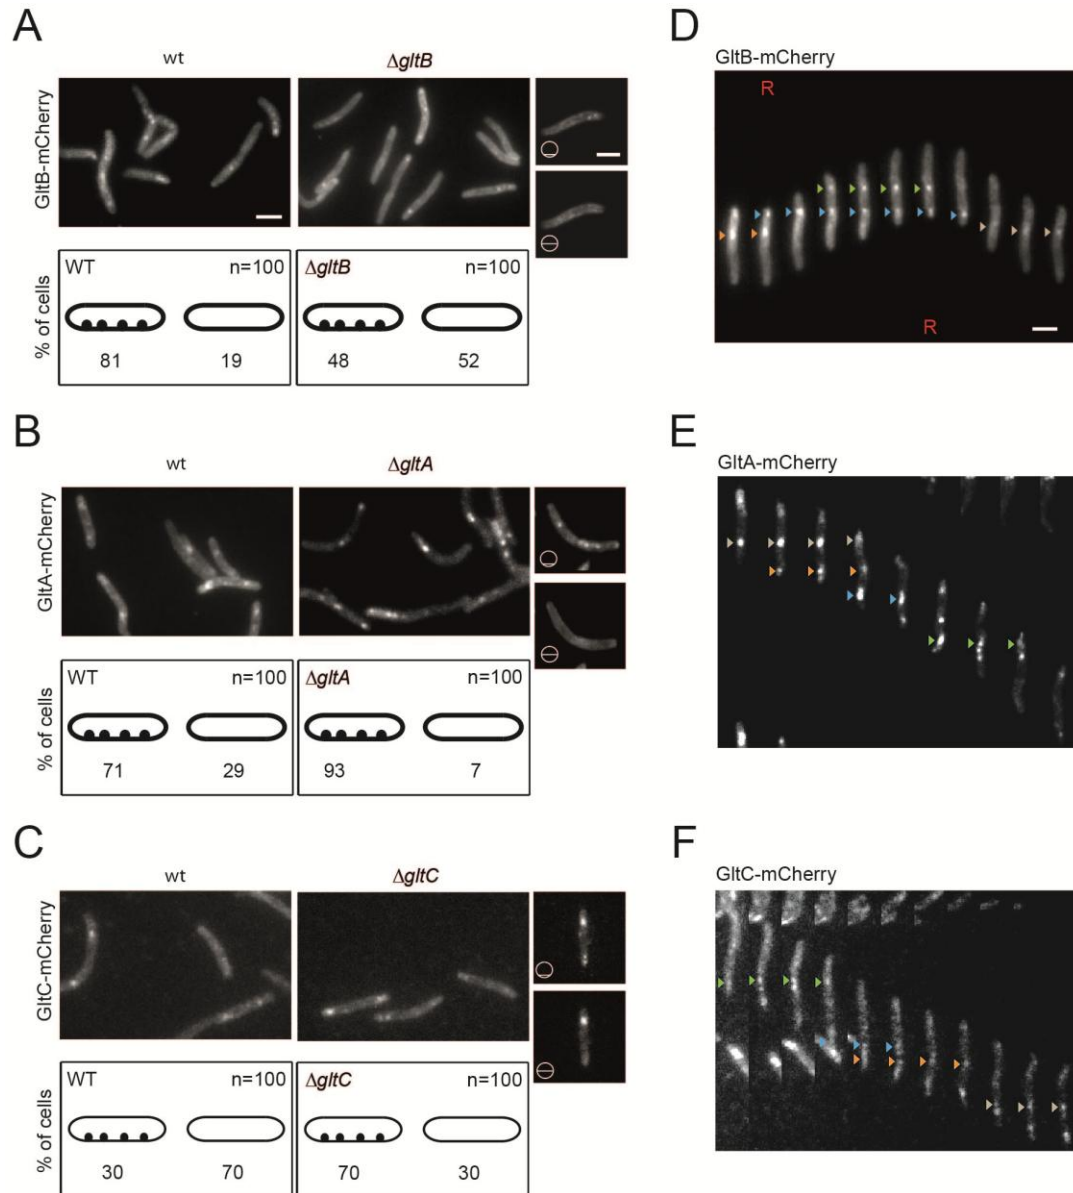 A
wt ΔgltB
GltB-mCherry
% of cells
WT n=100
81 19
ΔgltB n=100
48 52
B
wt ΔgltA
GltA-mCherry
% of cells
WT n=100
71 29
ΔgltA n=100
93 7
C
wt ΔgltC
GltC-mCherry
% of cells
WT n=100
30 70
ΔgltC n=100
70 30
D
GltB-mCherry
R
R
E
GltA-mCherry
F
GltC-mCherry